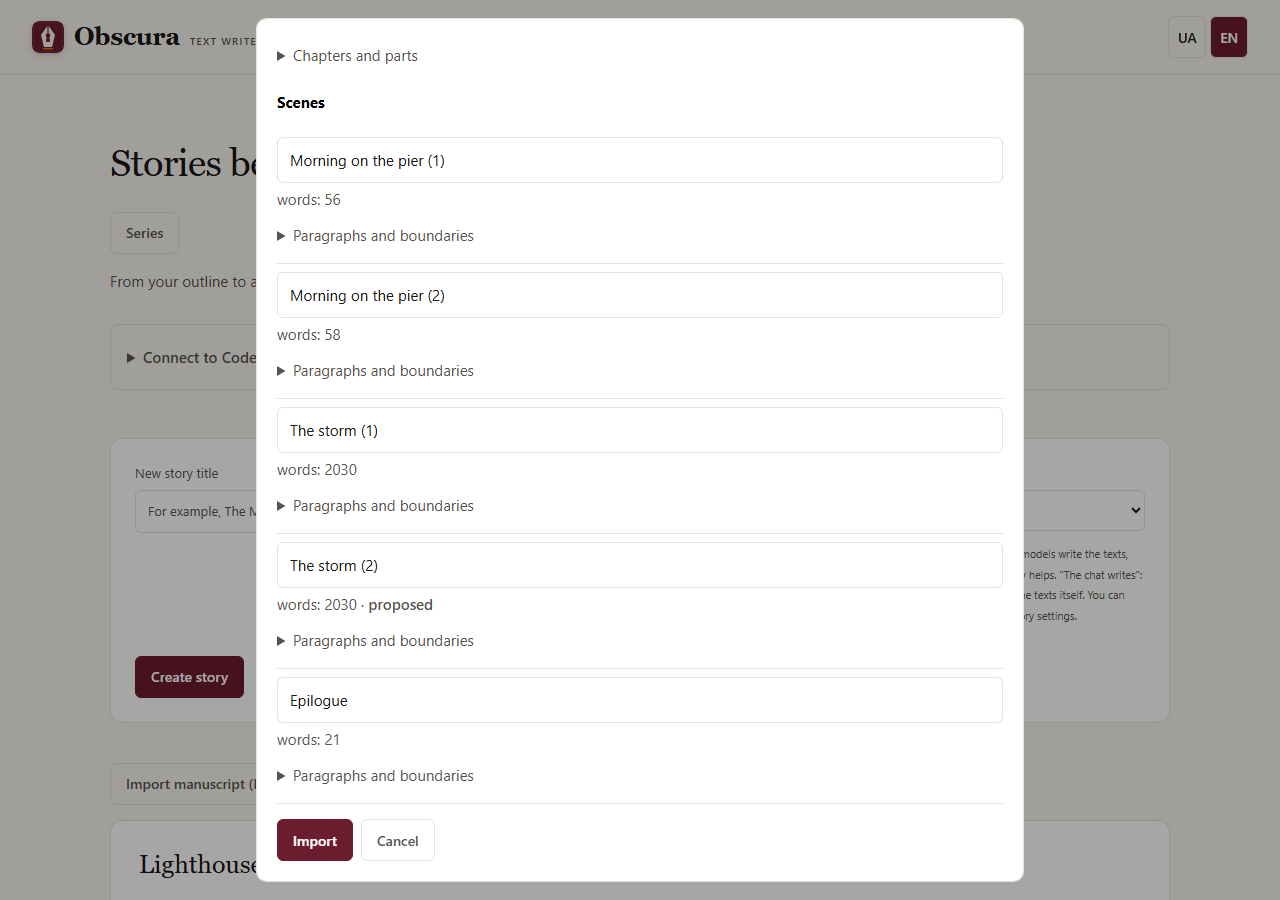 Obscura TEXT WRITE
UA
EN
Chapters and parts
Scenes
Morning on the pier (1)
words: 56
Paragraphs and boundaries
Morning on the pier (2)
words: 58
Paragraphs and boundaries
The storm (1)
words: 2030
Paragraphs and boundaries
The storm (2)
words: 2030 · proposed
Paragraphs and boundaries
Epilogue
words: 21
Paragraphs and boundaries
Import
Cancel
Stories be
Series
From your outline to a
Connect to Code
New story title
For example, The M
models write the texts,
helps. "The chat writes":
texts itself. You can
settings.
Create story
Import manuscript (
Lighthouse